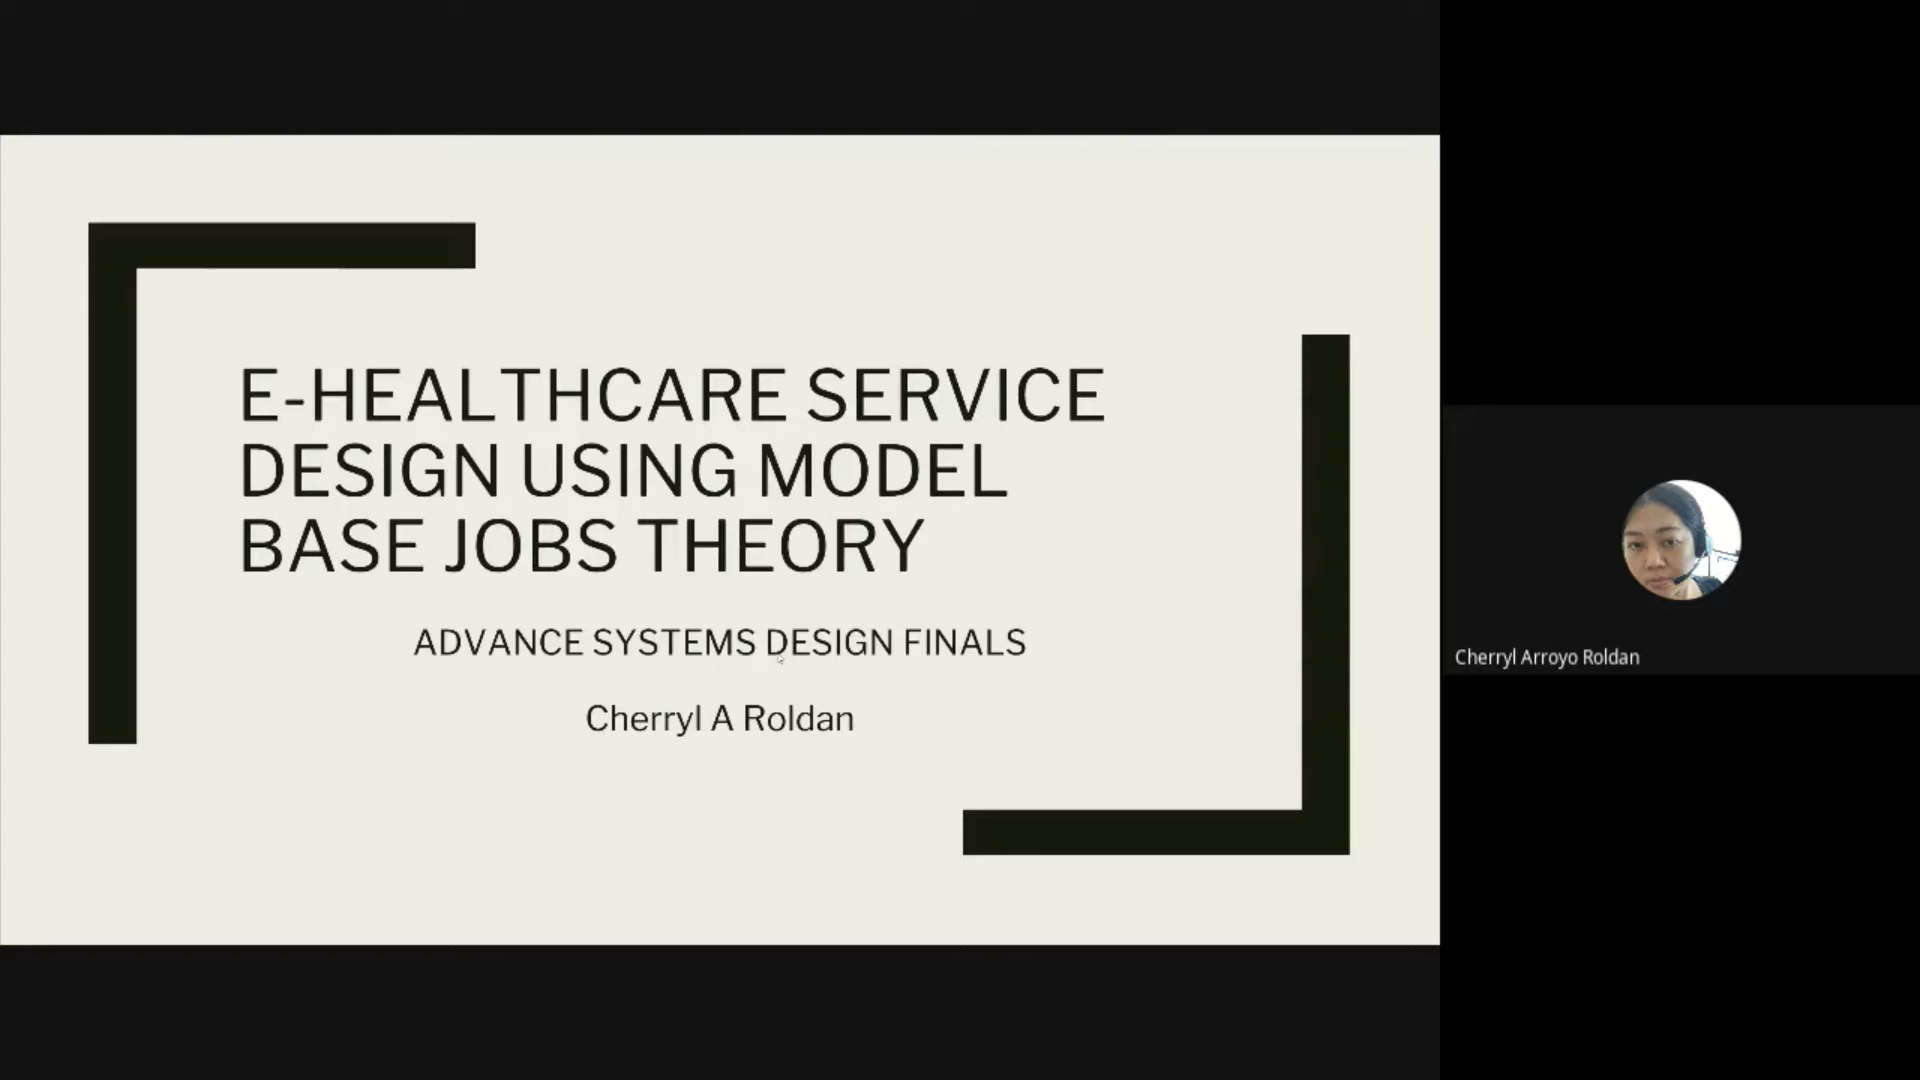 E-HEALTHCARE SERVICE
DESIGN USING MODEL
BASE JOBS THEORY
ADVANCE SYSTEMS DESIGN FINALS
Cherryl A Roldan
Cherryl Arroyo Roldan